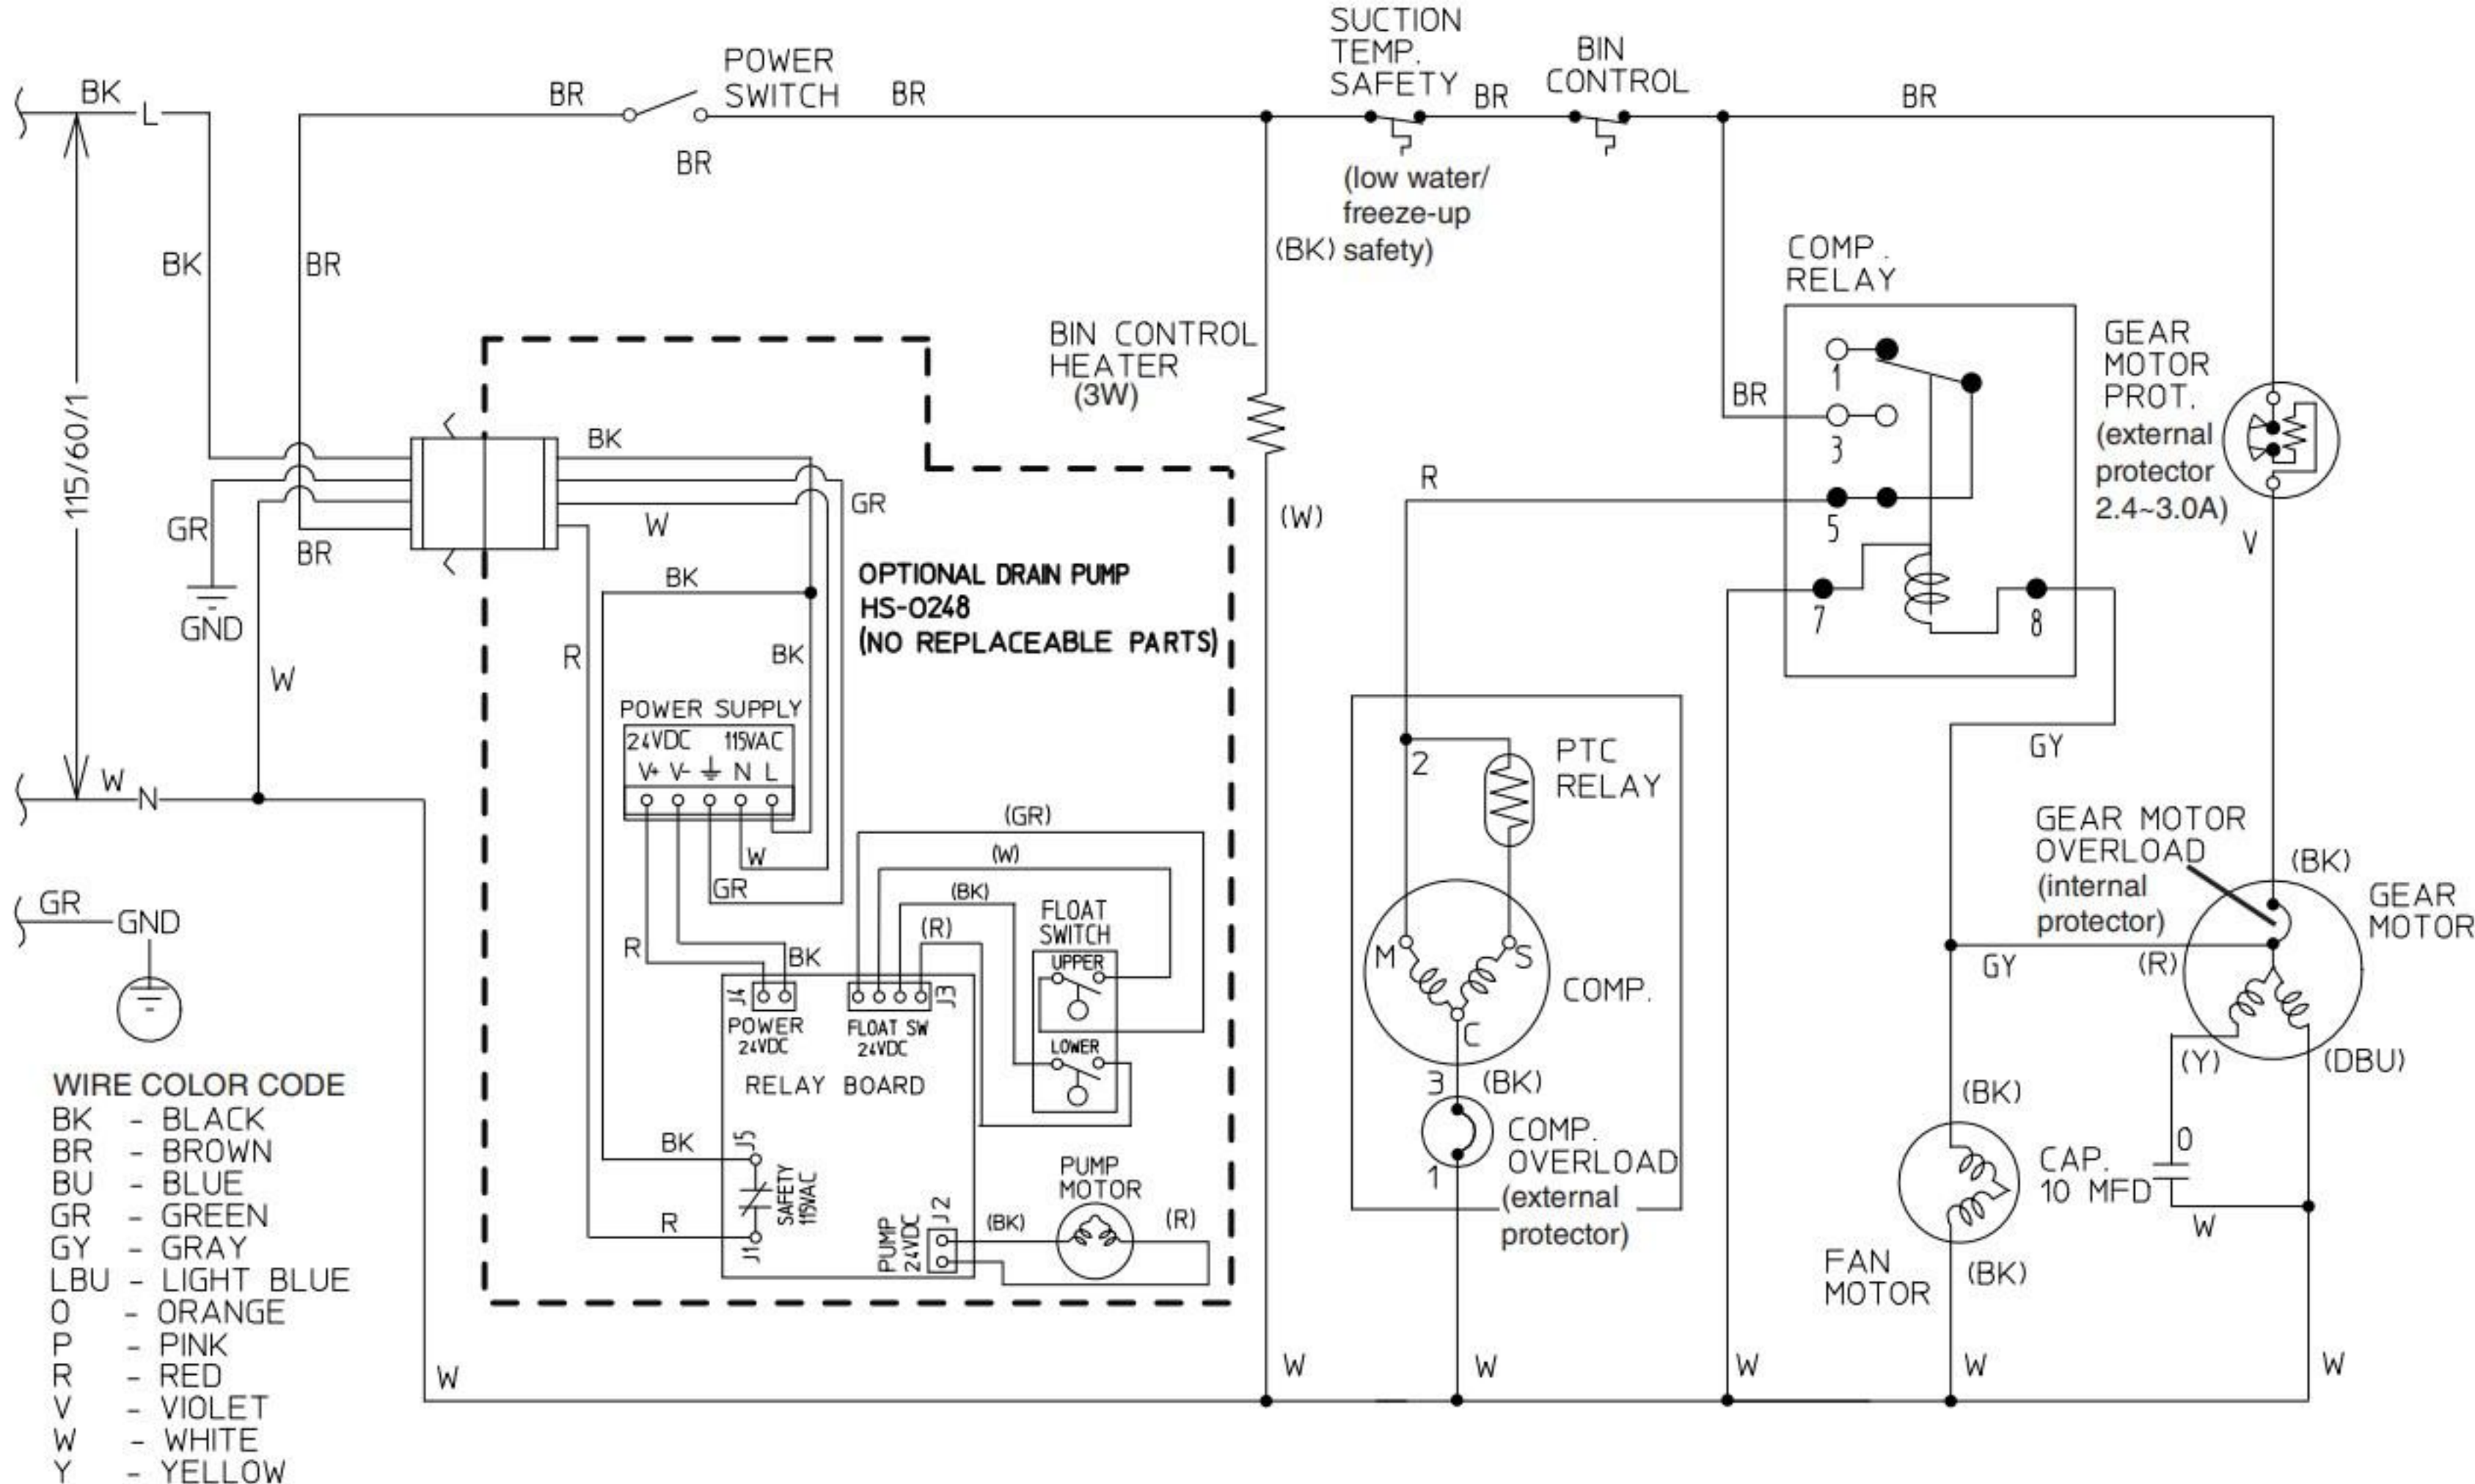 SUCTION
TEMP.
SAFETY
BIN
CONTROL
POWER
SWITCH
BK
L
BR
BR
BR
BR
BR
(low water/
freeze-up
safety)
(BK)
BK
BR
COMP.
RELAY
1
3
5
7
8
BR
GEAR
MOTOR
PROT.
(external
protector
2.4~3.0A)
V
BIN CONTROL
HEATER
(3W)
(W)
R
115/60/1
GR
GND
BR
W
BK
GR
W
OPTIONAL DRAIN PUMP
HS-0248
(NO REPLACEABLE PARTS)
BK
R
BK
POWER SUPPLY
24VDC 115VAC
V+ V- N L
W
GR
R
BK
(GR)
(W)
(BK)
(R)
FLOAT
SWITCH
UPPER
LOWER
J4
POWER
24VDC
J3
FLOAT SW
24VDC
RELAY BOARD
BK
J5
SAFETY
115VAC
R
J1
PUMP
24VDC
J2
(BK)
PUMP
MOTOR
(R)
2
PTC
RELAY
M
S
C
COMP.
3
(BK)
COMP.
OVERLOAD
(external
protector)
1
GY
GEAR MOTOR
OVERLOAD
(internal
protector)
(BK)
GEAR
MOTOR
GY
(R)
(Y)
(DBU)
(BK)
O
CAP.
10 MFD
W
FAN
MOTOR
(BK)
W
N
GR
GND
W
W
W
W
W
W
WIRE COLOR CODE
BK - BLACK
BR - BROWN
BU - BLUE
GR - GREEN
GY - GRAY
LBU - LIGHT BLUE
O - ORANGE
P - PINK
R - RED
V - VIOLET
W - WHITE
Y - YELLOW